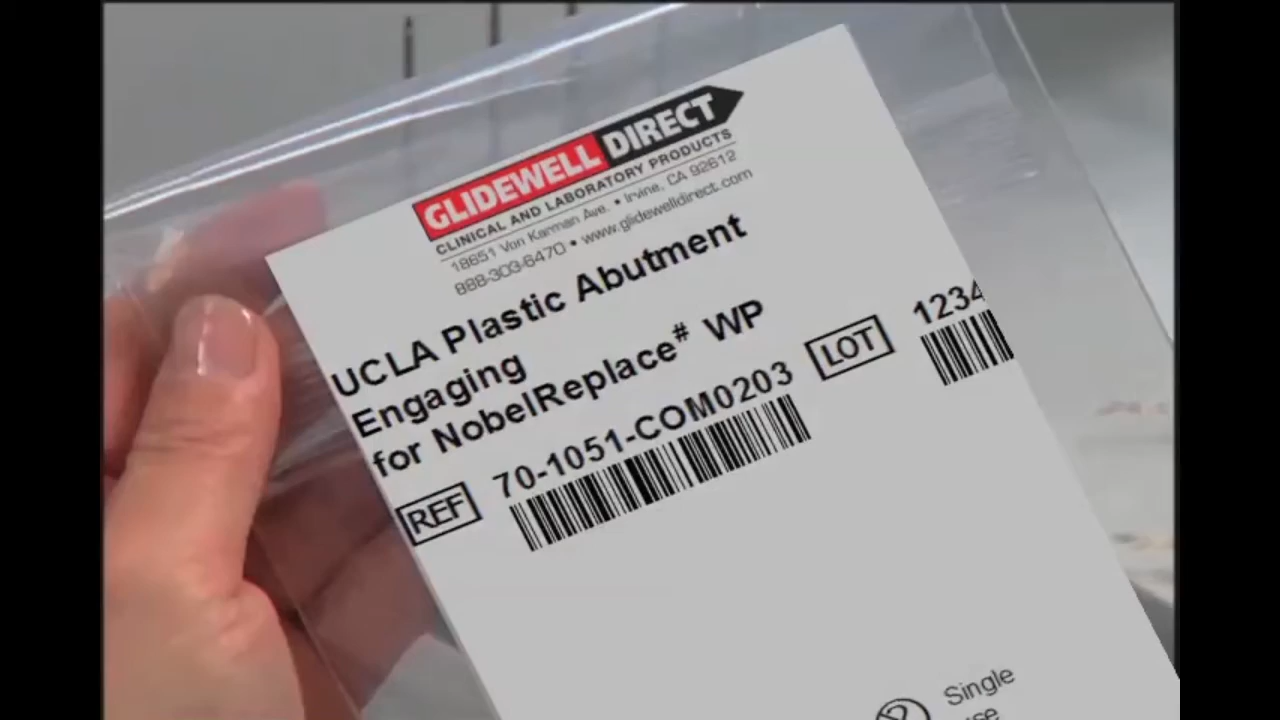 GLIDEWELL DIRECT
CLINICAL AND LABORATORY PRODUCTS
18651 Von Karman Ave. • Irvine, CA 92612
888-303-6470 • www.glidewelldirect.com
UCLA Plastic Abutment
Engaging
for NobelReplace# WP
REF 70-1051-COM0203 LOT 1234
Single